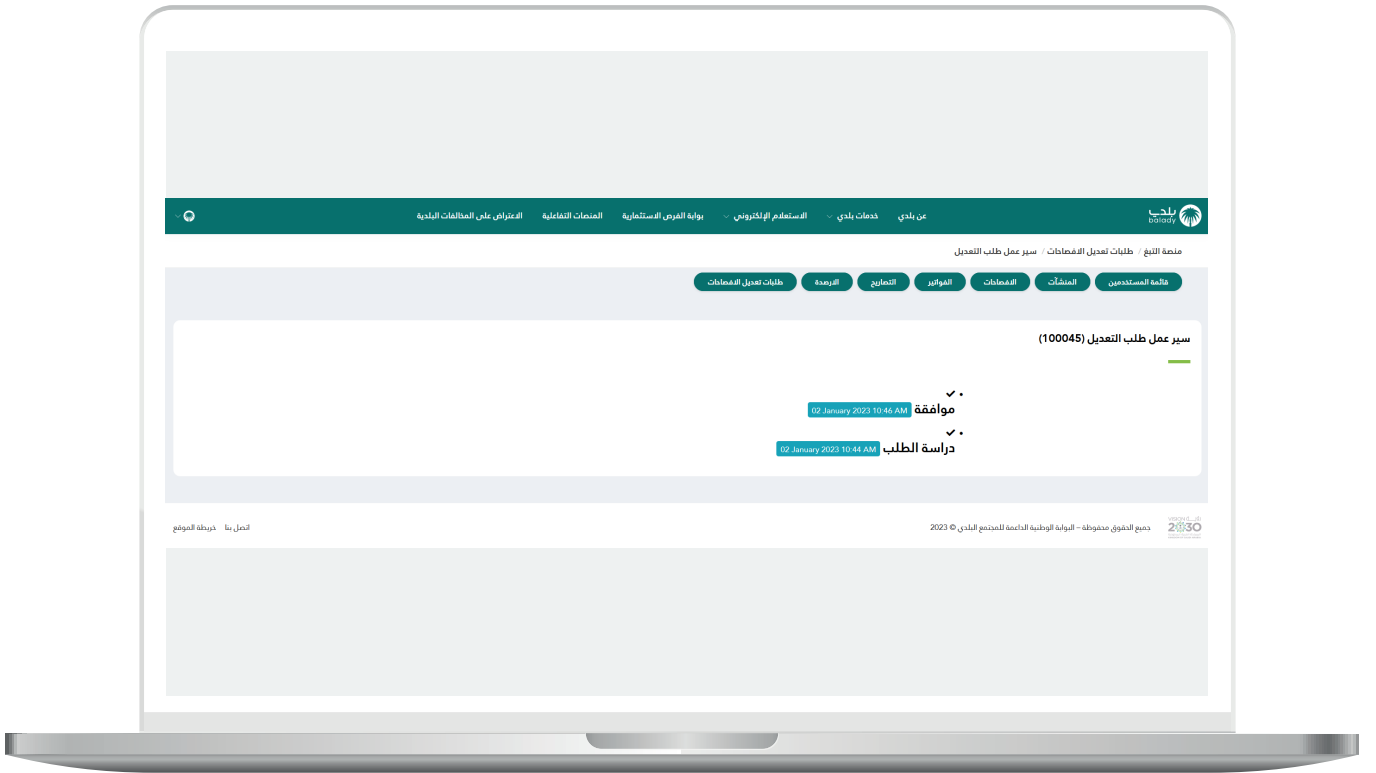 بلدي
balady
عن بلدي خدمات بلدي الاستعلام الإلكتروني بوابة الفرص الاستثمارية المنصات التفاعلية الاعتراض على المخالفات البلدية
منصة التبغ / طلبات تعديل الافصاحات / سير عمل طلب التعديل
قائمة المستخدمين المنشآت الافصاحات الفواتير التصاريح الارصدة طلبات تعديل الافصاحات
سير عمل طلب التعديل (100045)
موافقة 02 January 2023 10:46 AM
دراسة الطلب 02 January 2023 10:44 AM
VISION رؤيـــة
2030
جميع الحقوق محفوظة – البوابة الوطنية الداعمة للمجتمع البلدي © 2023
اتصل بنا خريطة الموقع